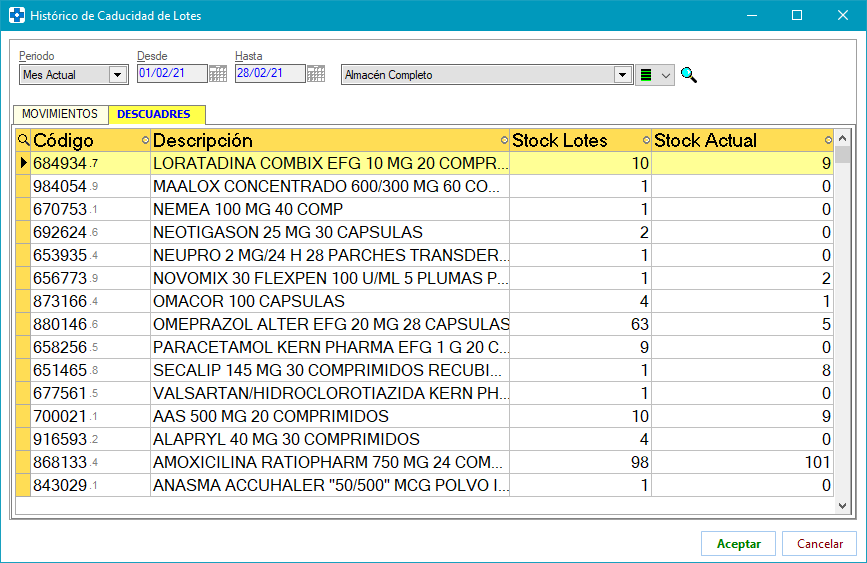 Histórico de Caducidad de Lotes
Periodo Desde Hasta
Mes Actual 01/02/21 28/02/21 Almacén Completo
MOVIMIENTOS DESCUADRES
Código Descripción Stock Lotes Stock Actual
684934 .7 LORATADINA COMBIX EFG 10 MG 20 COMPR... 10 9
984054 .9 MAALOX CONCENTRADO 600/300 MG 60 CO... 1 0
670753 .1 NEMEA 100 MG 40 COMP 1 0
692624 .6 NEOTIGASON 25 MG 30 CAPSULAS 2 0
653935 .4 NEUPRO 2 MG/24 H 28 PARCHES TRANSDER... 1 0
656773 .9 NOVOMIX 30 FLEXPEN 100 U/ML 5 PLUMAS P... 1 2
873166 .4 OMACOR 100 CAPSULAS 4 1
880146 .6 OMEPRAZOL ALTER EFG 20 MG 28 CAPSULAS 63 5
658256 .5 PARACETAMOL KERN PHARMA EFG 1 G 20 C... 9 0
651465 .8 SECALIP 145 MG 30 COMPRIMIDOS RECUBI... 1 8
677561 .5 VALSARTAN/HIDROCLOROTIAZIDA KERN PH... 1 0
700021 .1 AAS 500 MG 20 COMPRIMIDOS 10 9
916593 .2 ALAPRYL 40 MG 30 COMPRIMIDOS 4 0
868133 .4 AMOXICILINA RATIOPHARM 750 MG 24 COM... 98 101
843029 .1 ANASMA ACCUHALER "50/500" MCG POLVO I... 1 0
Aceptar Cancelar